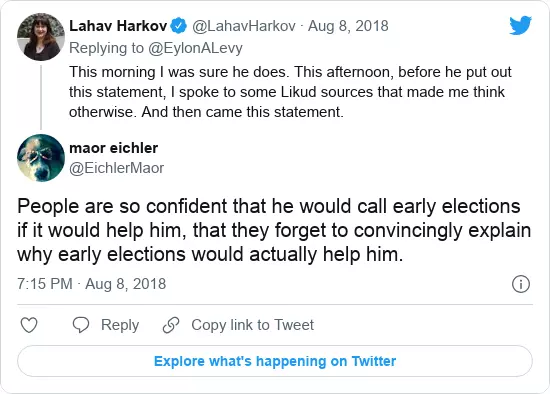 Lahav Harkov @LahavHarkov · Aug 8, 2018
Replying to @EylonALevy
This morning I was sure he does. This afternoon, before he put out
this statement, I spoke to some Likud sources that made me think
otherwise. And then came this statement.
maor eichler
@EichlerMaor
People are so confident that he would call early elections
if it would help him, that they forget to convincingly explain
why early elections would actually help him.
7:15 PM · Aug 8, 2018
Reply Copy link to Tweet
Explore what's happening on Twitter